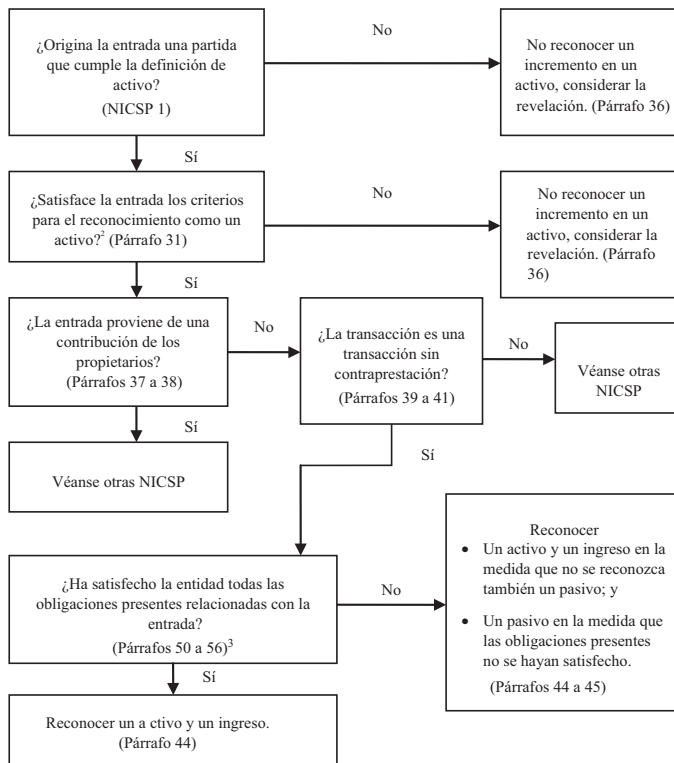 ¿Origina la entrada una partida
que cumple la definición de
activo?
(NICSP 1)
No
No reconocer un
incremento en un
activo, considerar la
revelación. (Párrafo 36)
Sí
¿Satisface la entrada los criterios
para el reconocimiento como un
activo?² (Párrafo 31)
No
No reconocer un
incremento en un
activo, considerar la
revelación. (Párrafo
36)
Sí
¿La entrada proviene de una
contribución de los
propietarios?
(Párrafos 37 a 38)
No
¿La transacción es una
transacción sin
contraprestación?
(Párrafos 39 a 41)
No
Véanse otras
NICSP
Sí
Véanse otras NICSP
Sí
¿Ha satisfecho la entidad todas las
obligaciones presentes relacionadas con la
entrada?
(Párrafos 50 a 56)³
No
Reconocer
• Un activo y un ingreso en la
medida que no se reconozca
también un pasivo; y
• Un pasivo en la medida que
las obligaciones presentes
no se hayan satisfecho.
(Párrafos 44 a 45)
Sí
Reconocer un a ctivo y un ingreso.
(Párrafo 44)